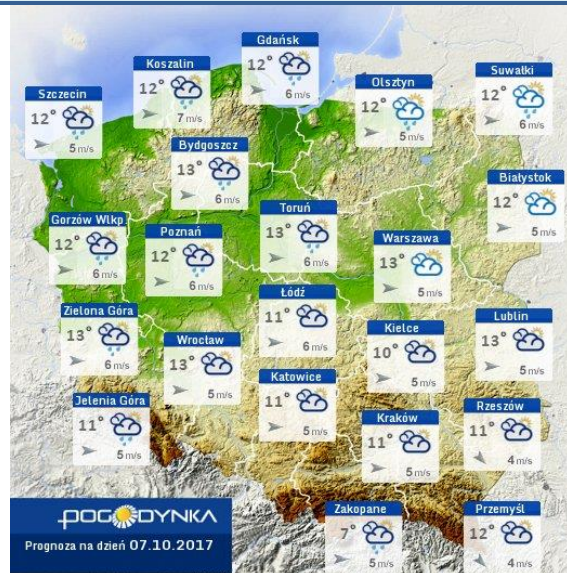 Gdańsk
12°
6 m/s
Koszalin
12°
7 m/s
Suwałki
12°
6 m/s
Olsztyn
12°
5 m/s
Szczecin
12°
5 m/s
Bydgoszcz
13°
6 m/s
Białystok
12°
5 m/s
Toruń
13°
6 m/s
Gorzów Wlkp
12°
6 m/s
Poznań
12°
6 m/s
Warszawa
13°
5 m/s
Łódź
11°
6 m/s
Zielona Góra
13°
6 m/s
Lublin
13°
5 m/s
Kielce
10°
5 m/s
Wrocław
13°
5 m/s
Katowice
11°
5 m/s
Jelenia Góra
11°
5 m/s
Rzeszów
11°
4 m/s
Kraków
11°
5 m/s
Zakopane
7°
5 m/s
Przemyśl
12°
4 m/s
POGODYNKA
Prognoza na dzień 07.10.2017